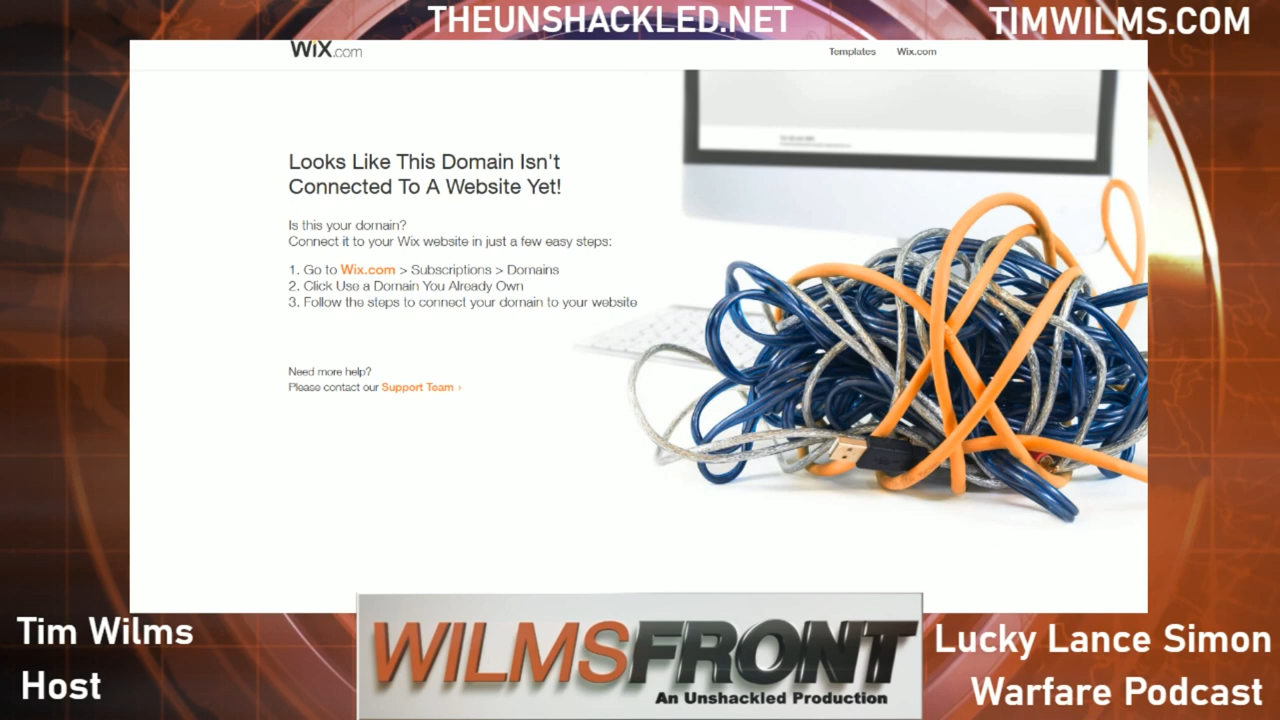 THEUNSHACKLED.NET
TIMWILMS.COM
WiX.com
Templates
Wix.com
Looks Like This Domain Isn't
Connected To A Website Yet!
Is this your domain?
Connect it to your Wix website in just a few easy steps:
1. Go to Wix.com > Subscriptions > Domains
2. Click Use a Domain You Already Own
3. Follow the steps to connect your domain to your website
Need more help?
Please contact our Support Team ›
Tim Wilms
Host
WILMSFRONT
An Unshackled Production
Lucky Lance Simon
Warfare Podcast